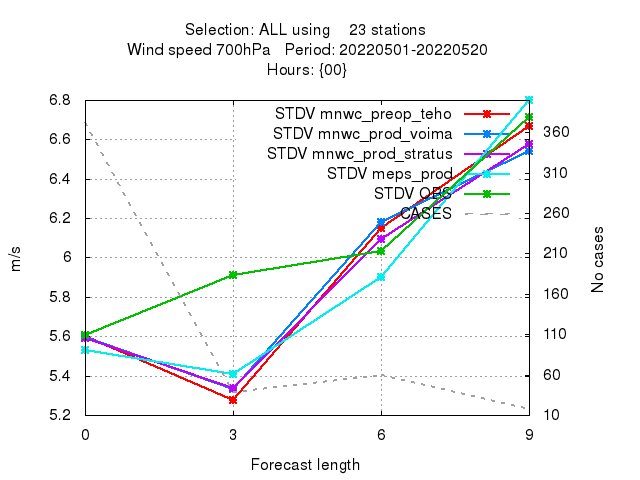 Selection: ALL using 23 stations
Wind speed 700hPa Period: 20220501-20220520
Hours: {00}
STDV mnwc_preop_teho
STDV mnwc_prod_voima
STDV mnwc_prod_stratus
STDV meps_prod
STDV OBS
CASES
6.8
6.6
6.4
6.2
6
5.8
5.6
5.4
5.2
360
310
260
210
160
110
60
10
m/s
No cases
0 3 6 9
Forecast length